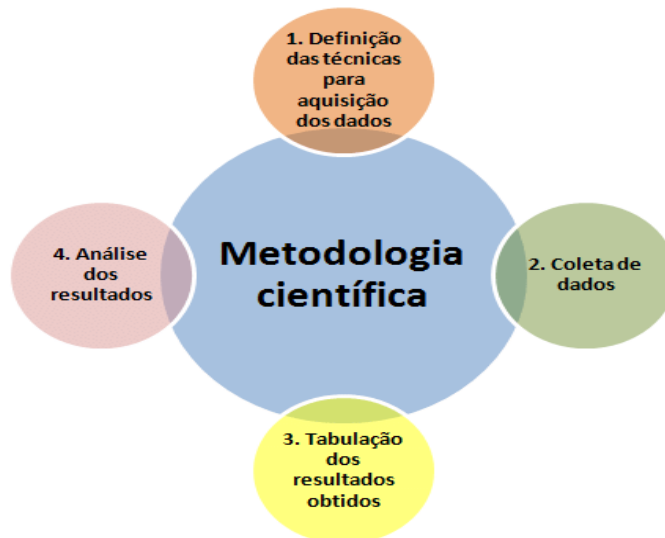 1. Definição
das técnicas
para
aquisição
dos dados
Metodologia
científica
2. Coleta de
dados
3. Tabulação
dos
resultados
obtidos
4. Análise
dos
resultados